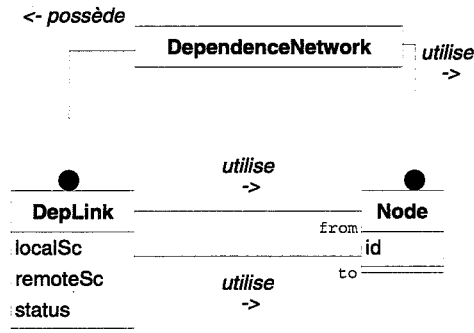 <- possède
DependenceNetwork
utilise
->
utilise
->
DepLink
Node
from
localSc
id
remoteSc
to
status
utilise
->